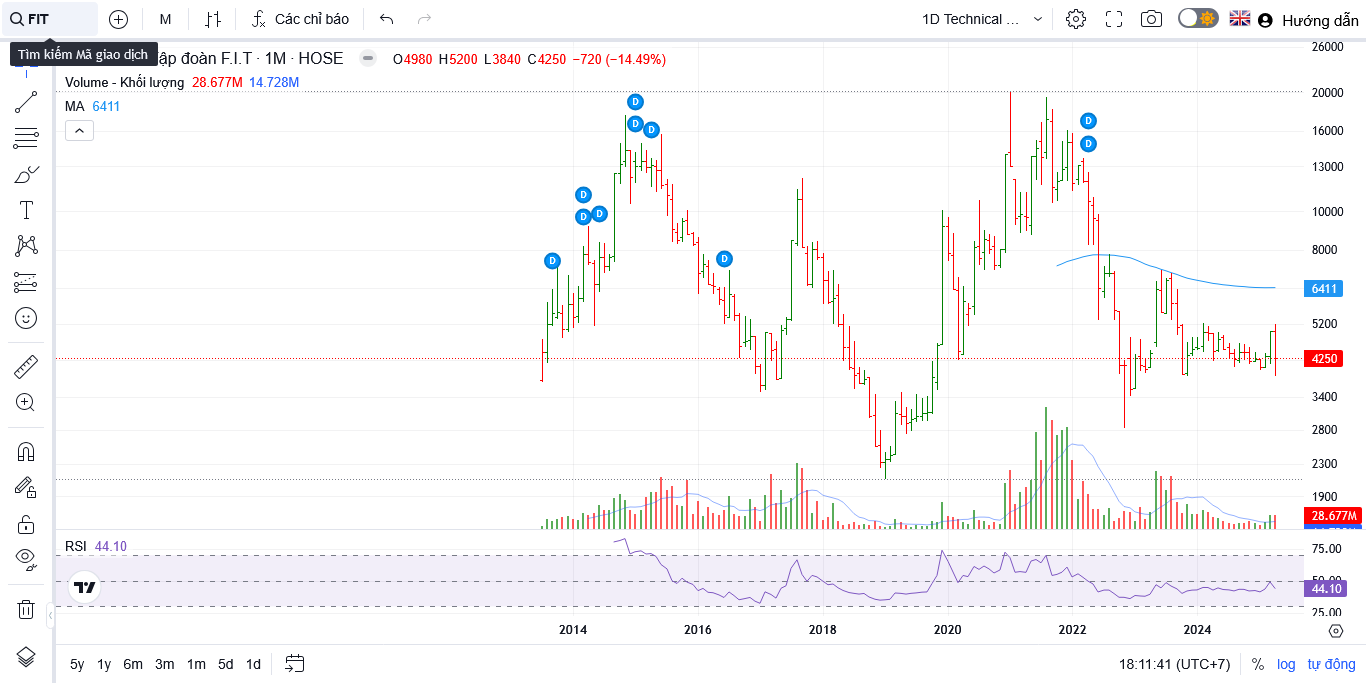 FIT
M
Các chỉ báo
1D Technical ...
Hướng dẫn
Tìm kiếm Mã giao dịch
ập đoàn F.I.T · 1M · HOSE
O4980 H5200 L3840 C4250 −720 (−14.49%)
Volume - Khối lượng 28.677M 14.728M
MA 6411
D
D
D
D
D
D
D
D
D
D
26000
20000
16000
13000
10000
8000
6411
5200
4250
3400
2800
2300
1900
28.677M
RSI 44.10
75.00
50.00
44.10
25.00
2014 2016 2018 2020 2022 2024
5y 1y 6m 3m 1m 5d 1d
18:11:41 (UTC+7) % log tự động